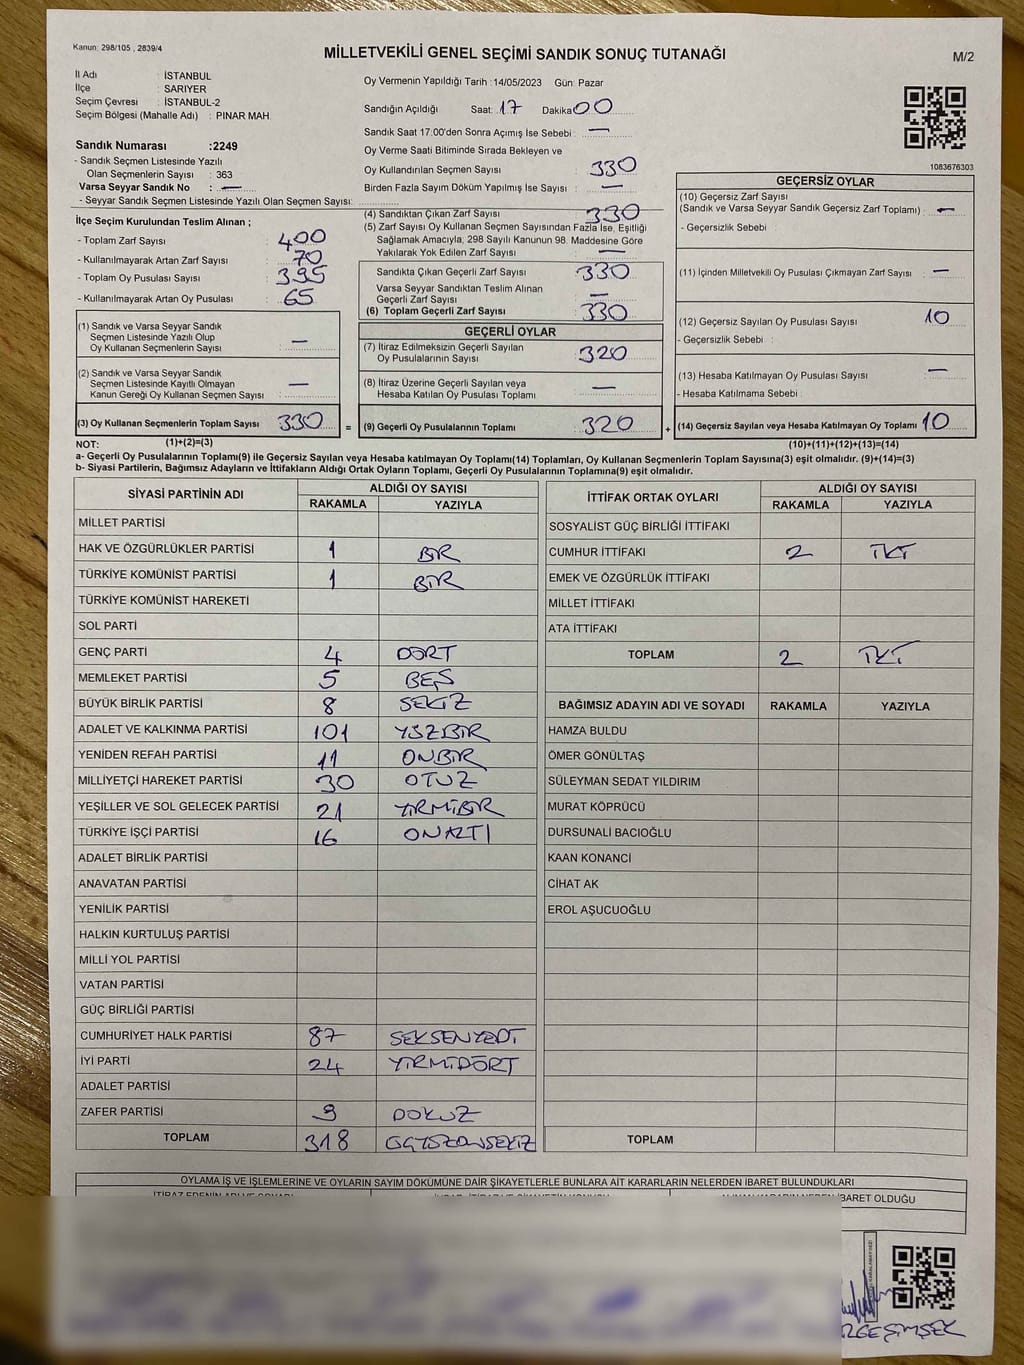 Kanun: 298/105 , 2839/4
MİLLETVEKİLİ GENEL SEÇİMİ SANDIK SONUÇ TUTANAĞI
M/2
İl Adı : İSTANBUL
İlçe : SARIYER
Seçim Çevresi : İSTANBUL-2
Seçim Bölgesi (Mahalle Adı) : PINAR MAH.
Sandık Numarası :2249
- Sandık Seçmen Listesinde Yazılı
Olan Seçmenlerin Sayısı : 363
Varsa Seyyar Sandık No : —
- Seyyar Sandık Seçmen Listesinde Yazılı Olan Seçmen Sayısı:
Oy Vermenin Yapıldığı Tarih :14/05/2023 Gün: Pazar
Sandığın Açıldığı Saat: 17 Dakika 00
Sandık Saat 17:00'den Sonra Açımış İse Sebebi : —
Oy Verme Saati Bitiminde Sırada Bekleyen ve
Oy Kullandırılan Seçmen Sayısı : 330
Birden Fazla Sayım Döküm Yapılmış İse Sayısı : —
1083676303
İlçe Seçim Kurulundan Teslim Alınan ;
- Toplam Zarf Sayısı : 400
- Kullanılmayarak Artan Zarf Sayısı : 70
- Toplam Oy Pusulası Sayısı : 395
- Kullanılmayarak Artan Oy Pusulası : 65
(4) Sandıktan Çıkan Zarf Sayısı : 330
(5) Zarf Sayısı Oy Kullanan Seçmen Sayısından Fazla İse, Eşitliği
Sağlamak Amacıyla, 298 Sayılı Kanunun 98. Maddesine Göre
Yakılarak Yok Edilen Zarf Sayısı : —
Sandıkta Çıkan Geçerli Zarf Sayısı : 330
Varsa Seyyar Sandıktan Teslim Alınan
Geçerli Zarf Sayısı : —
(6) Toplam Geçerli Zarf Sayısı : 330
GEÇERSİZ OYLAR
(10) Geçersiz Zarf Sayısı
(Sandık ve Varsa Seyyar Sandık Geçersiz Zarf Toplamı) : —
- Geçersizlik Sebebi :
(11) İçinden Milletvekili Oy Pusulası Çıkmayan Zarf Sayısı : —
(12) Geçersiz Sayılan Oy Pusulası Sayısı : 10
- Geçersizlik Sebebi :
(13) Hesaba Katılmayan Oy Pusulası Sayısı : —
- Hesaba Katılmama Sebebi :
(14) Geçersiz Sayılan veya Hesaba Katılmayan Oy Toplamı 10
(1) Sandık ve Varsa Seyyar Sandık
Seçmen Listesinde Yazılı Olup
Oy Kullanan Seçmenlerin Sayısı : —
(2) Sandık ve Varsa Seyyar Sandık
Seçmen Listesinde Kayıtlı Olmayan
Kanun Gereği Oy Kullanan Seçmen Sayısı : —
(3) Oy Kullanan Seçmenlerin Toplam Sayısı : 330
GEÇERLİ OYLAR
(7) İtiraz Edilmeksizin Geçerli Sayılan
Oy Pusulalarının Sayısı : 320
(8) İtiraz Üzerine Geçerli Sayılan veya
Hesaba Katılan Oy Pusulası Toplamı : —
= (9) Geçerli Oy Pusulalarının Toplamı : 320 +
NOT: (1)+(2)=(3) (10)+(11)+(12)+(13)=(14)
a- Geçerli Oy Pusulalarının Toplamı(9) ile Geçersiz Sayılan veya Hesaba katılmayan Oy Toplamı(14) Toplamları, Oy Kullanan Seçmenlerin Toplam Sayısına(3) eşit olmalıdır. (9)+(14)=(3)
b- Siyasi Partilerin, Bağımsız Adayların ve İttifakların Aldığı Ortak Oyların Toplamı, Geçerli Oy Pusulalarının Toplamına(9) eşit olmalıdır.
SİYASİ PARTİNİN ADI ALDIĞI OY SAYISI
RAKAMLA YAZIYLA
MİLLET PARTİSİ
HAK VE ÖZGÜRLÜKLER PARTİSİ 1 BİR
TÜRKİYE KOMÜNİST PARTİSİ 1 BİR
TÜRKİYE KOMÜNİST HAREKETİ
SOL PARTİ
GENÇ PARTİ 4 DÖRT
MEMLEKET PARTİSİ 5 BEŞ
BÜYÜK BİRLİK PARTİSİ 8 SEKİZ
ADALET VE KALKINMA PARTİSİ 101 YÜZBİR
YENİDEN REFAH PARTİSİ 11 ONBİR
MİLLİYETÇİ HAREKET PARTİSİ 30 OTUZ
YEŞİLLER VE SOL GELECEK PARTİSİ 21 YİRMİBİR
TÜRKİYE İŞÇİ PARTİSİ 16 ONALTI
ADALET BİRLİK PARTİSİ
ANAVATAN PARTİSİ
YENİLİK PARTİSİ
HALKIN KURTULUŞ PARTİSİ
MİLLİ YOL PARTİSİ
VATAN PARTİSİ
GÜÇ BİRLİĞİ PARTİSİ
CUMHURİYET HALK PARTİSİ 87 SEKSENYEDİ
İYİ PARTİ 24 YİRMİDÖRT
ADALET PARTİSİ
ZAFER PARTİSİ 9 DOKUZ
TOPLAM 318 ÜÇYÜZONSEKİZ
İTTİFAK ORTAK OYLARI ALDIĞI OY SAYISI
RAKAMLA YAZIYLA
SOSYALİST GÜÇ BİRLİĞİ İTTİFAKI
CUMHUR İTTİFAKI 2 İKİ
EMEK VE ÖZGÜRLÜK İTTİFAKI
MİLLET İTTİFAKI
ATA İTTİFAKI
TOPLAM 2 İKİ
BAĞIMSIZ ADAYIN ADI VE SOYADI RAKAMLA YAZIYLA
HAMZA BULDU
ÖMER GÖNÜLTAŞ
SÜLEYMAN SEDAT YILDIRIM
MURAT KÖPRÜCÜ
DURSUNALİ BACIOĞLU
KAAN KONANCİ
CİHAT AK
EROL AŞUCUOĞLU
TOPLAM
OYLAMA İŞ VE İŞLEMLERİNE VE OYLARIN SAYIM DÖKÜMÜNE DAİR ŞİKAYETLERLE BUNLARA AİT KARARLARIN NELERDEN İBARET BULUNDUKLARI
İBARET OLDUĞU